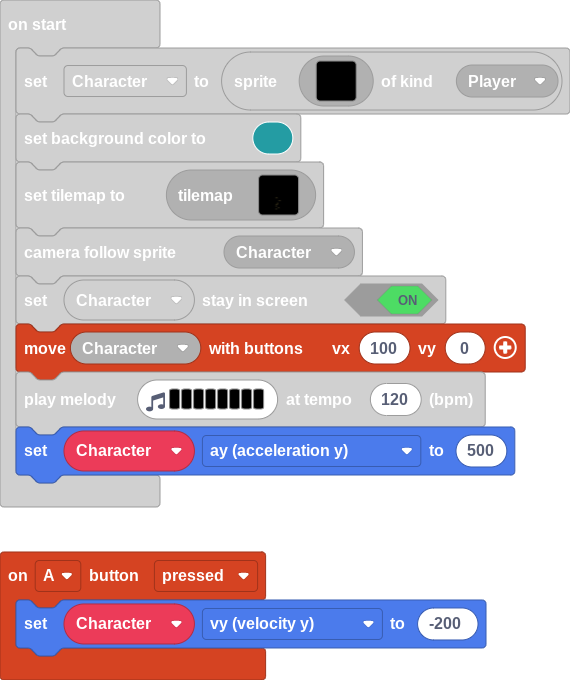 on start
set Character to sprite of kind Player
set background color to
set tilemap to tilemap
camera follow sprite Character
set Character stay in screen ON
move Character with buttons vx 100 vy 0
play melody at tempo 120 (bpm)
set Character ay (acceleration y) to 500
on A button pressed
set Character vy (velocity y) to -200